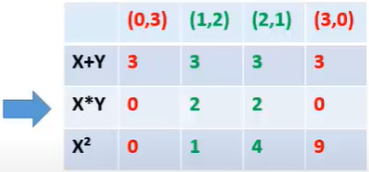 (0,3) (1,2) (2,1) (3,0)
X+Y 3 3 3 3
X*Y 0 2 2 0
X² 0 1 4 9